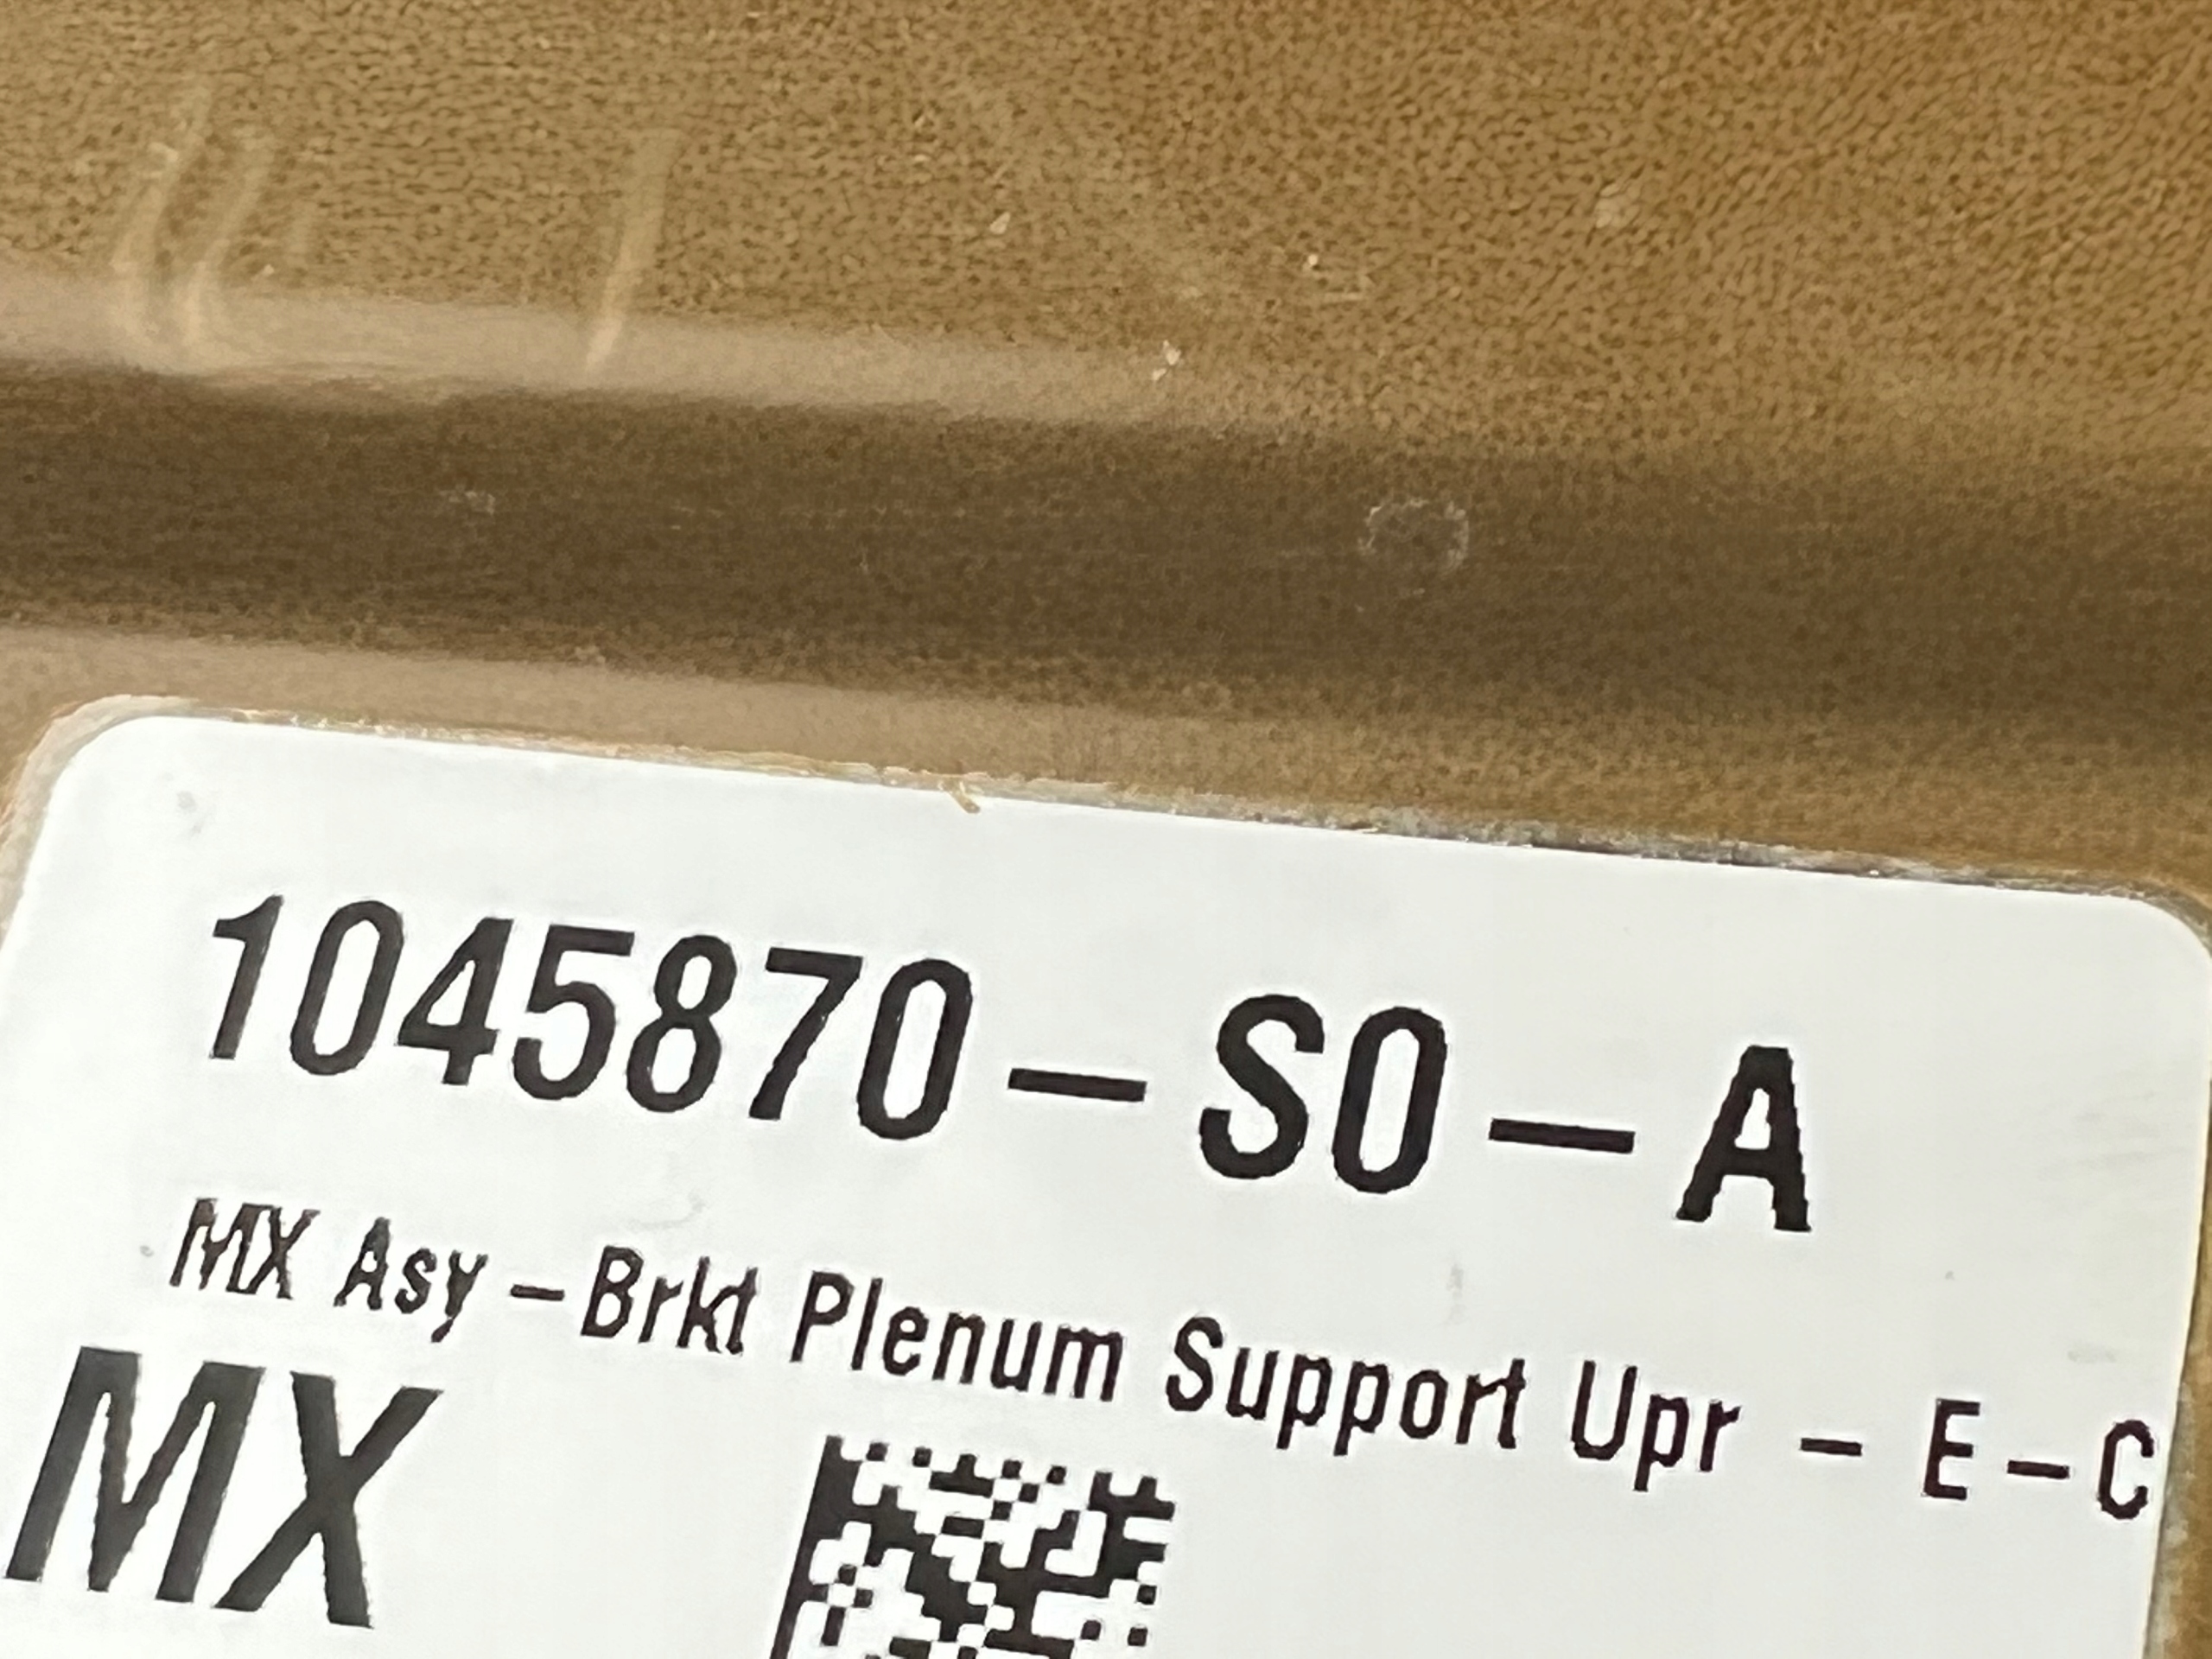 1045870-S0-A
MX Asy -Brkt Plenum Support Upr - E-C
MX